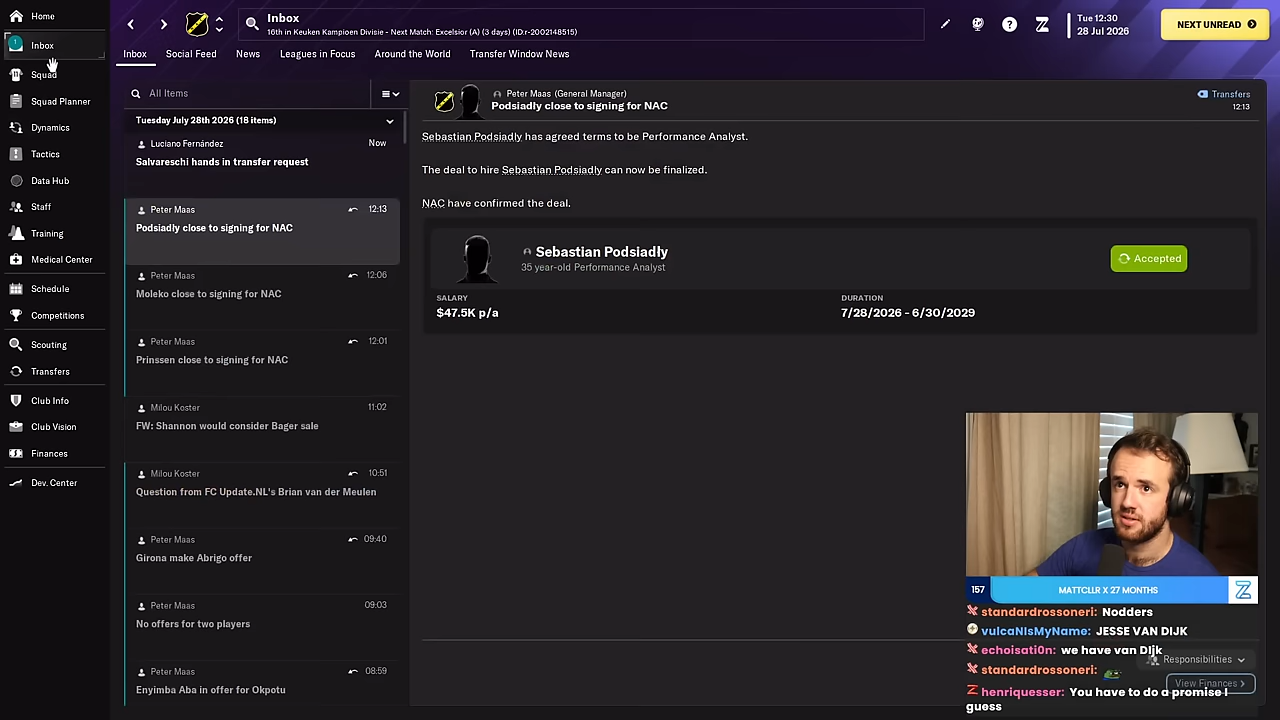 Home
1
Inbox
Squad
Squad Planner
Dynamics
Tactics
Data Hub
Staff
Training
Medical Center
Schedule
Competitions
Scouting
Transfers
Club Info
Club Vision
Finances
Dev. Center
Inbox
16th in Keuken Kampioen Divisie - Next Match: Excelsior (A) (3 days) (ID:r-2002148515)
Tue 12:30
28 Jul 2026
NEXT UNREAD
Inbox
Social Feed
News
Leagues in Focus
Around the World
Transfer Window News
All Items
Tuesday July 28th 2026 (18 items)
Luciano Fernández Now
Salvareschi hands in transfer request
Peter Maas 12:13
Podsiadly close to signing for NAC
Peter Maas 12:06
Moleko close to signing for NAC
Peter Maas 12:01
Prinssen close to signing for NAC
Milou Koster 11:02
FW: Shannon would consider Bager sale
Milou Koster 10:51
Question from FC Update.NL's Brian van der Meulen
Peter Maas 09:40
Girona make Abrigo offer
Peter Maas 09:03
No offers for two players
Peter Maas 08:59
Enyimba Aba in offer for Okpotu
Peter Maas (General Manager)
Podsiadly close to signing for NAC
Transfers
12:13
Sebastian Podsiadly has agreed terms to be Performance Analyst.
The deal to hire Sebastian Podsiadly can now be finalized.
NAC have confirmed the deal.
Sebastian Podsiadly
35 year-old Performance Analyst
Accepted
SALARY
$47.5K p/a
DURATION
7/28/2026 - 6/30/2029
157 MATTCLLR X 27 MONTHS Z
standardrossoneri: Nodders
vulcaNIsMyName: JESSE VAN DIJK
echoisati0n: we have van DIjk
Responsibilities
standardrossoneri:
View Finances
henriquesser: You have to do a promise I
guess